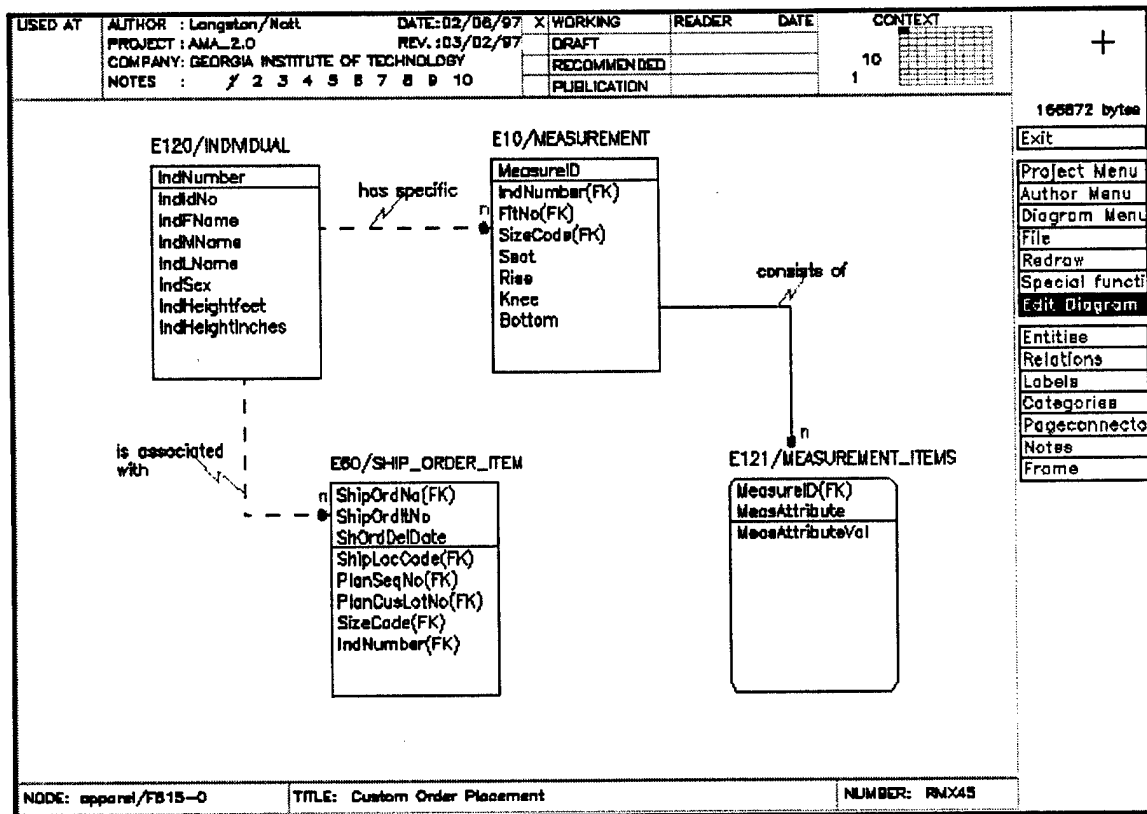 USED AT
AUTHOR : Langston/Nott DATE:02/06/97
PROJECT : AMA_2.0 REV. :03/02/97
COMPANY: GEORGIA INSTITUTE OF TECHNOLOGY
NOTES : 1 2 3 4 5 6 7 8 9 10
X WORKING
DRAFT
RECOMMENDED
PUBLICATION
READER DATE
CONTEXT
10
1
166872 bytes
Exit
Project Menu
Author Menu
Diagram Menu
File
Redraw
Special functi
Edit Diagram
Entities
Relations
Labels
Categories
Pageconnecto
Notes
Frame
E120/INDIVIDUAL
IndNumber
IndIdNo
IndFName
IndMName
IndLName
IndSex
IndHeightfeet
IndHeightInches
has specific
n
E10/MEASUREMENT
MeasureID
IndNumber(FK)
FitNo(FK)
SizeCode(FK)
Seat
Rise
Knee
Bottom
consists of
n
is associated
with
n
E60/SHIP_ORDER_ITEM
ShipOrdNo(FK)
ShipOrdItNo
ShOrdDelDate
ShipLocCode(FK)
PlanSeqNo(FK)
PlanCusLotNo(FK)
SizeCode(FK)
IndNumber(FK)
E121/MEASUREMENT_ITEMS
MeasureID(FK)
MeasAttribute
MeasAttributeVal
NODE: apparel/F615-0
TITLE: Custom Order Placement
NUMBER: RMX45